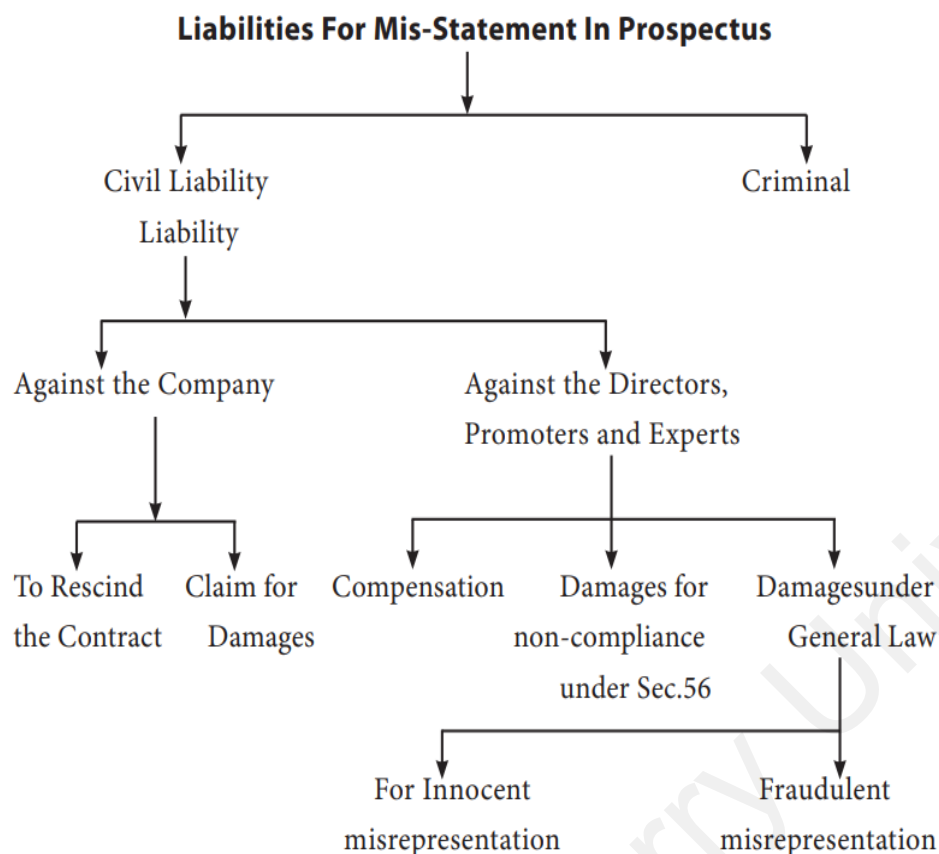 Liabilities For Mis-Statement In Prospectus
Civil Liability
Liability
Criminal
Against the Company
Against the Directors,
Promoters and Experts
To Rescind
the Contract
Claim for
Damages
Compensation
Damages for
non-compliance
under Sec.56
Damagesunder
General Law
For Innocent
misrepresentation
Fraudulent
misrepresentation